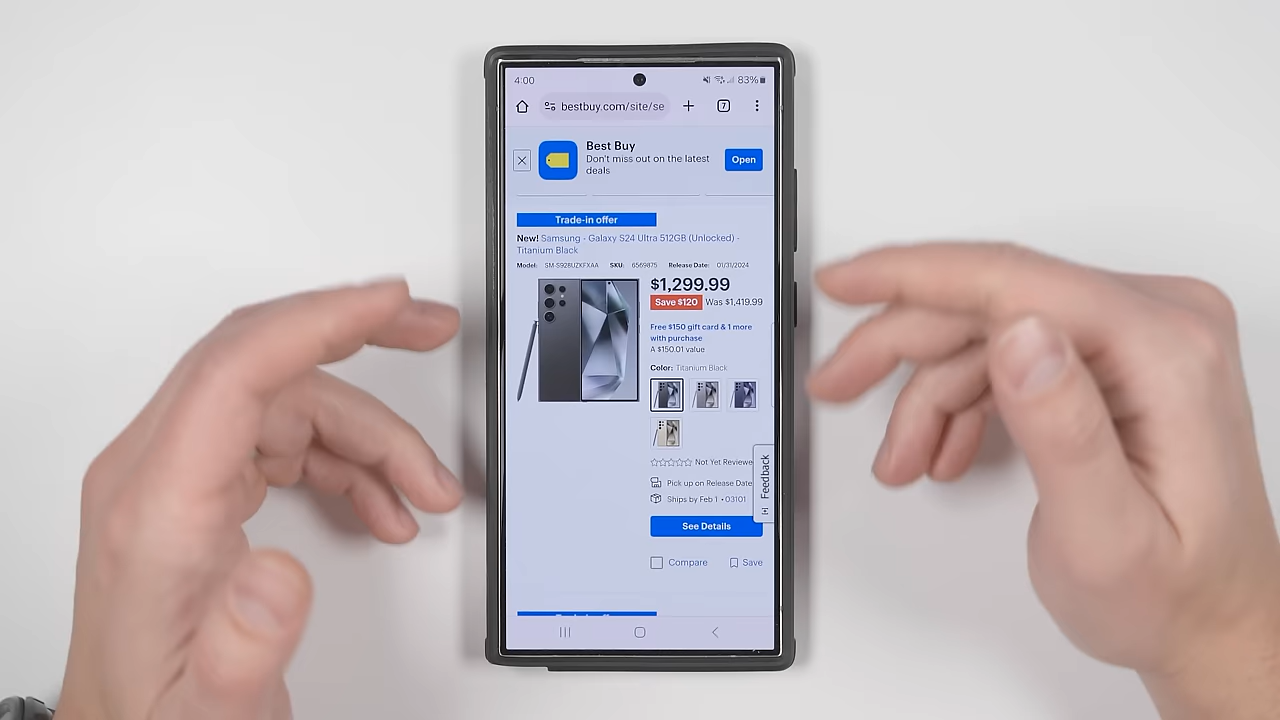 4:00
83%
bestbuy.com/site/se
7
Best Buy
Don't miss out on the latest
deals
Open
Trade-in offer
New! Samsung - Galaxy S24 Ultra 512GB (Unlocked) -
Titanium Black
Model: SM-S928UZKFXAA SKU: 6569875 Release Date: 01/31/2024
$1,299.99
Save $120 Was $1,419.99
Free $150 gift card & 1 more
with purchase
A $150.01 value
Color: Titanium Black
Not Yet Reviewe
Pick up on Release Date
Ships by Feb 1 • 03101
Feedback
See Details
Compare
Save